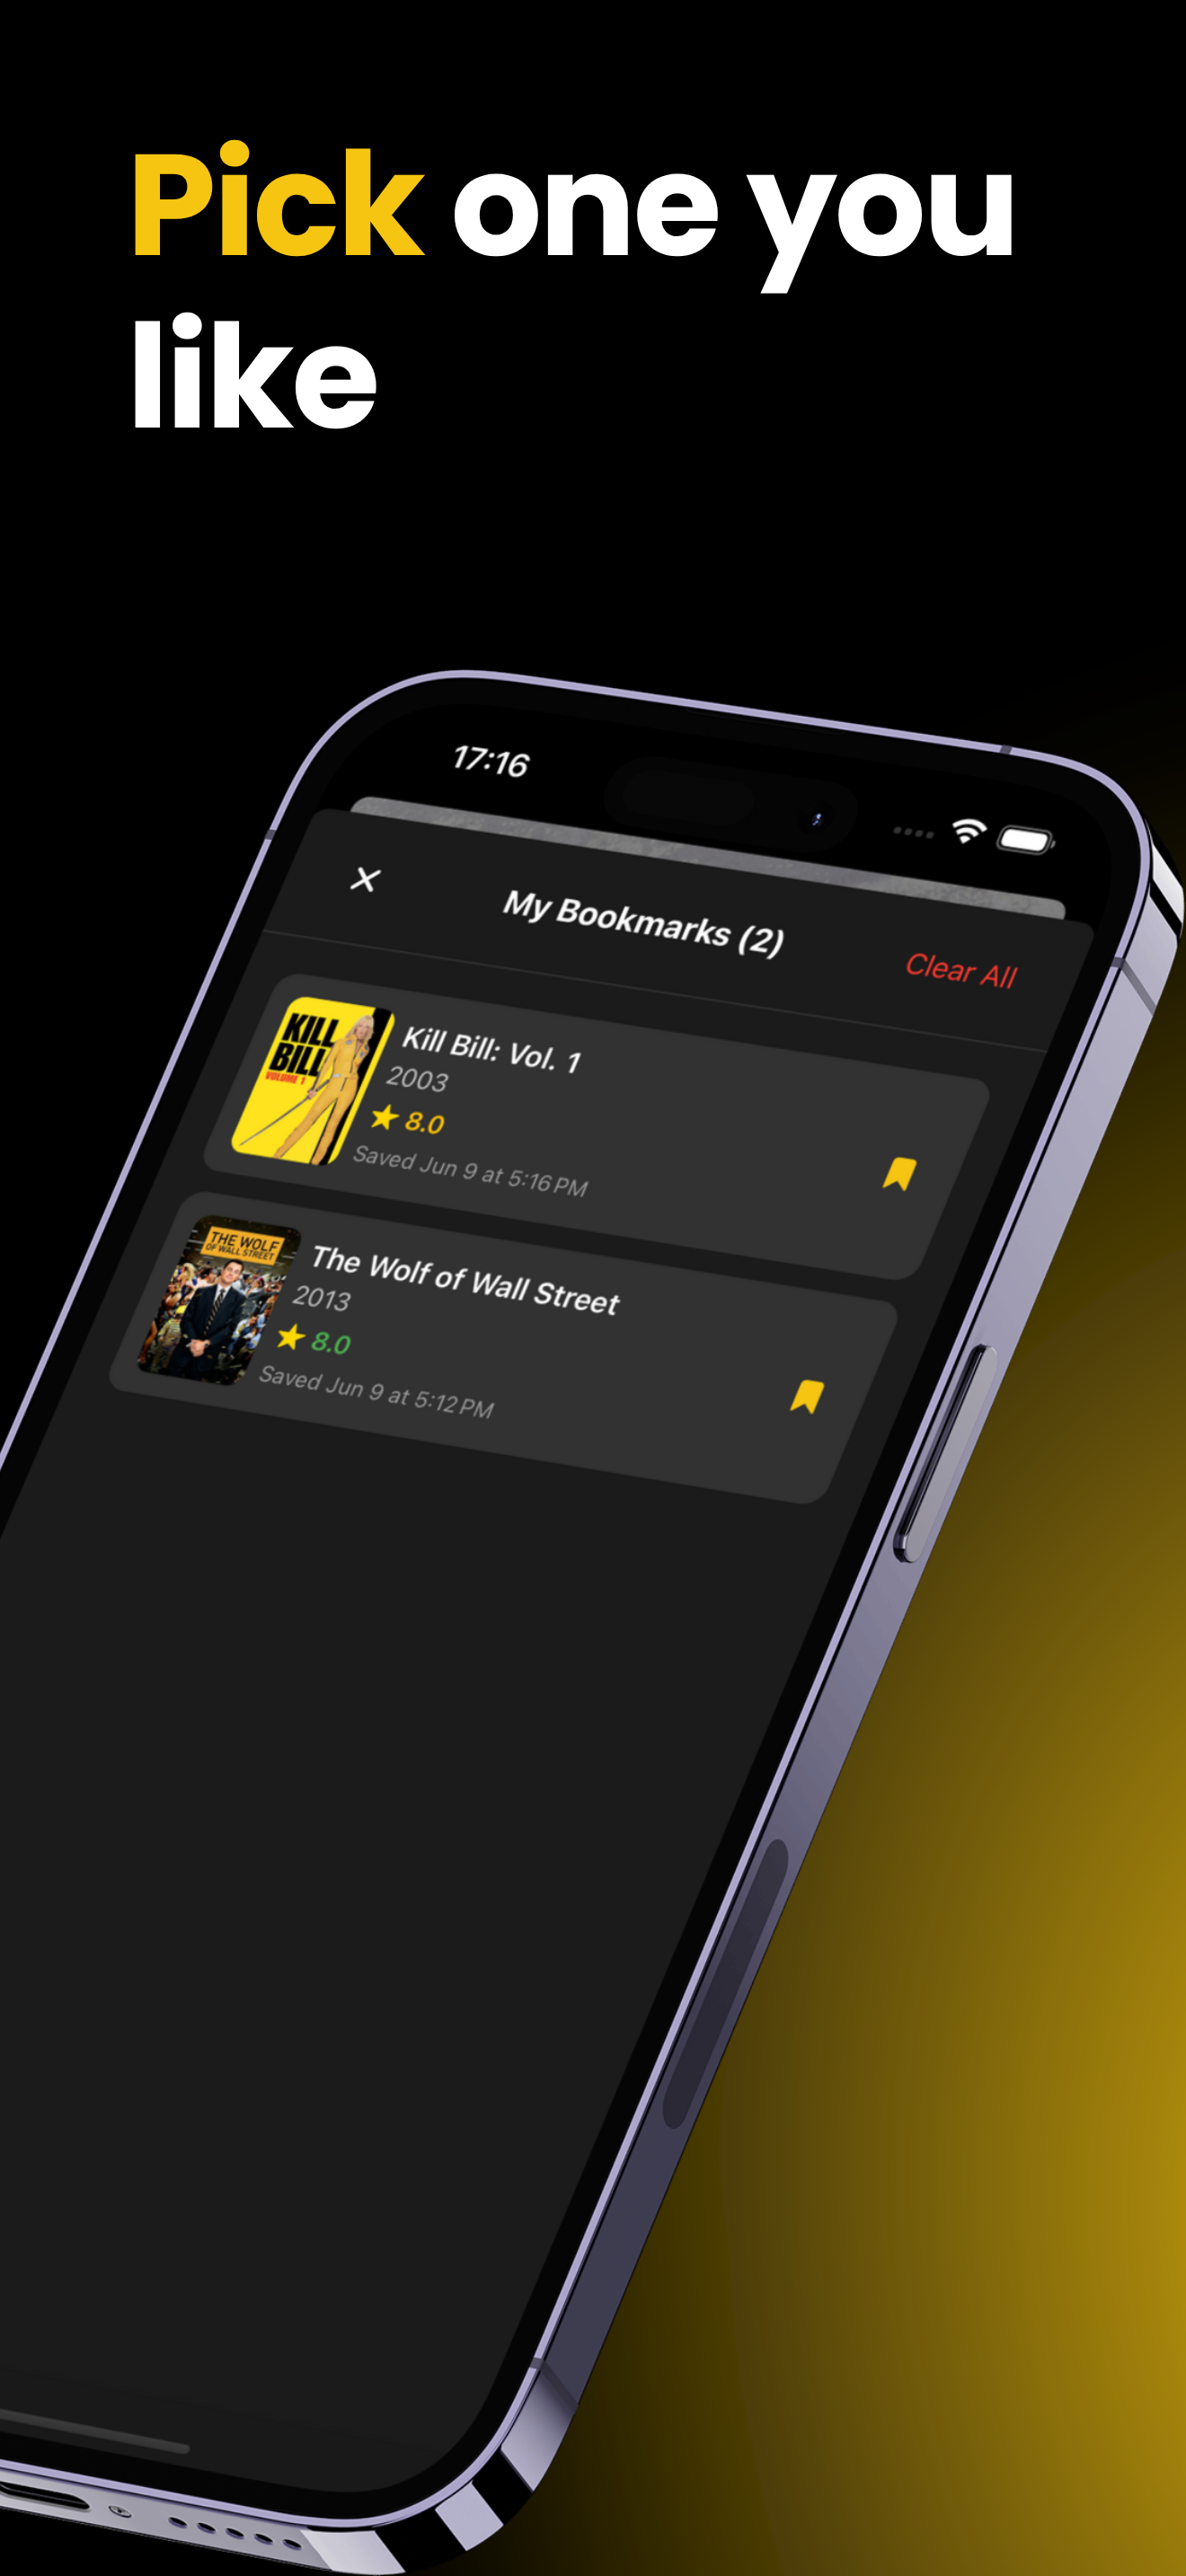 Pick one you
like
17:16
My Bookmarks (2)
Clear All
KILL
BILL
VOLUME 1
Kill Bill: Vol. 1
2003
8.0
Saved Jun 9 at 5:16 PM
THE WOLF
OF WALL STREET
The Wolf of Wall Street
2013
8.0
Saved Jun 9 at 5:12 PM